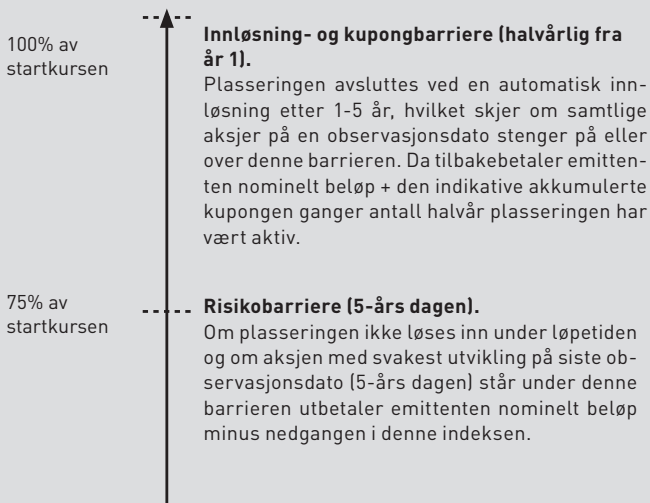 100% av
startkursen
Innløsning- og kupongbarriere (halvårlig fra
år 1).
Plasseringen avsluttes ved en automatisk inn-
løsning etter 1-5 år, hvilket skjer om samtlige
aksjer på en observasjonsdato stenger på eller
over denne barrieren. Da tilbakebetaler emitten-
ten nominelt beløp + den indikative akkumulerte
kupongen ganger antall halvår plasseringen har
vært aktiv.
75% av
startkursen
Risikobarriere (5-års dagen).
Om plasseringen ikke løses inn under løpetiden
og om aksjen med svakest utvikling på siste ob-
servasjonsdato (5-års dagen) står under denne
barrieren utbetaler emittenten nominelt beløp
minus nedgangen i denne indeksen.